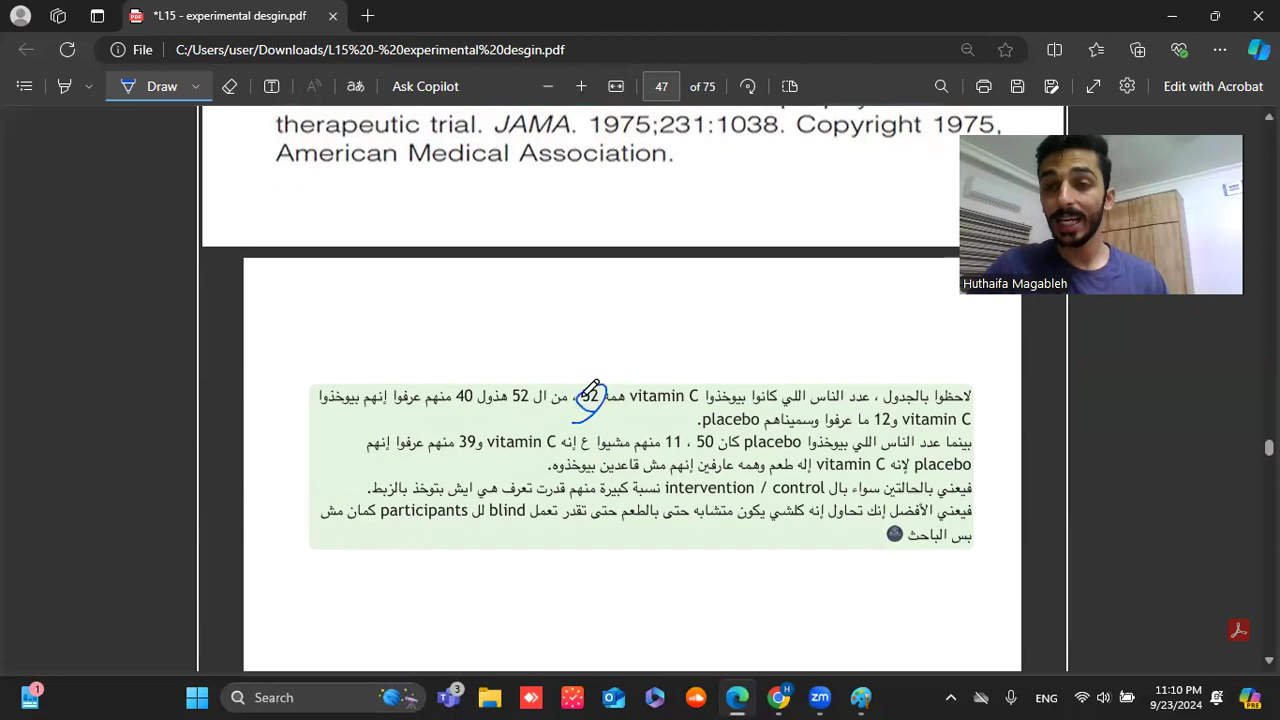 *L15 - experimental desgin.pdf
File
C:/Users/user/Downloads/L15%20-%20experimental%20desgin.pdf
Draw
Ask Copilot
47
of 75
Edit with Acrobat
therapeutic trial. JAMA. 1975;231:1038. Copyright 1975,
American Medical Association.
Huthaifa Magableh
لاحظوا بالجدول ، عدد الناس اللي كانوا بيوخذوا vitamin C همه 52 ، من ال 52 هذول 40 منهم عرفوا إنهم بيوخذوا
vitamin C و12 ما عرفوا وسميناهم placebo.
بينما عدد الناس اللي بيوخذوا placebo كان 50 ، 11 منهم مشيوا ع إنه vitamin C و39 منهم عرفوا إنهم
placebo لإنه vitamin C إله طعم وهمه عارفين إنهم مش قاعدين بيوخذوه.
فيعني بالحالتين سواء بال intervention / control نسبة كبيرة منهم قدرت تعرف هي ايش بتوخذ بالزبط.
فيعني الأفضل إنك تحاول إنه كلشي يكون متشابه حتى بالطعم حتى تقدر تعمل blind لل participants كمان مش
بس الباحث
1
Search
3
ENG
11:10 PM
9/23/2024